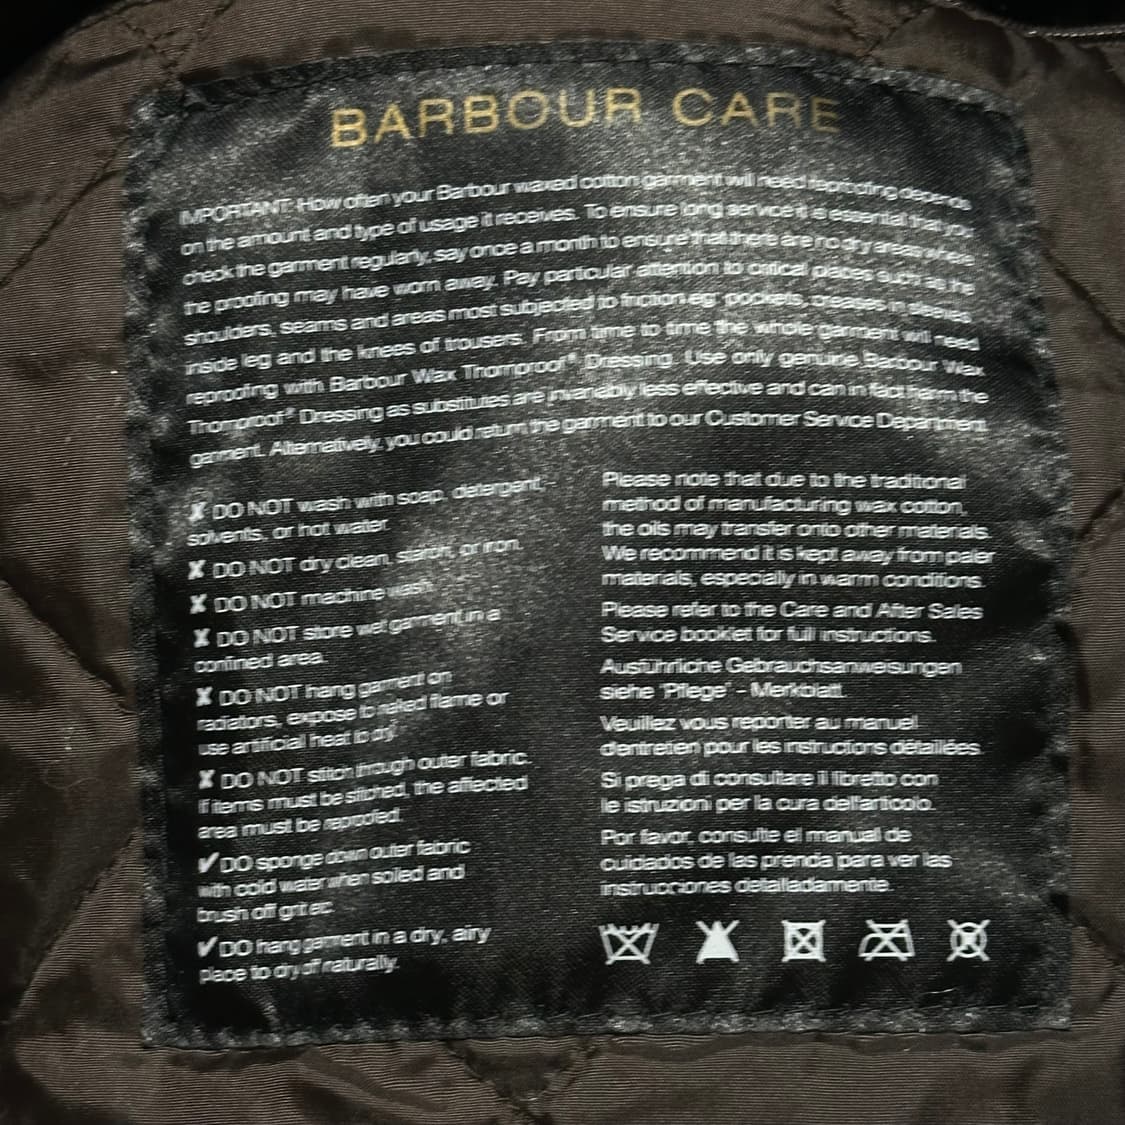 BARBOUR CARE
IMPORTANT: How often your Barbour waxed cotton garment will need reproofing depends
on the amount and type of usage it receives. To ensure long service it is essential that you
check the garment regularly, say once a month to ensure that there are no dry areas where
the proofing may have worn away. Pay particular attention to critical places such as the
shoulders, seams and areas most subjected to friction eg: pockets, creases in sleeves,
inside leg and the knees of trousers. From time to time the whole garment will need
reproofing with Barbour Wax Thornproof® Dressing. Use only genuine Barbour Wax
Thornproof® Dressing as substitutes are invariably less effective and can in fact harm the
garment. Alternatively, you could return the garment to our Customer Service Department.
✗ DO NOT wash with soap, detergent,
solvents, or hot water.
✗ DO NOT dry clean, starch, or iron.
✗ DO NOT machine wash.
✗ DO NOT store wet garment in a
confined area.
✗ DO NOT hang garment on
radiators, expose to naked flame or
use artificial heat to dry.
✗ DO NOT stitch through outer fabric.
If items must be stitched, the affected
area must be reproofed.
✔ DO sponge down outer fabric
with cold water when soiled and
brush off grit etc.
✔ DO hang garment in a dry, airy
place to dry off naturally.
Please note that due to the traditional
method of manufacturing wax cotton,
the oils may transfer onto other materials.
We recommend it is kept away from paler
materials, especially in warm conditions.
Please refer to the Care and After Sales
Service booklet for full instructions.
Ausführliche Gebrauchsanweisungen
siehe "Pflege" - Merkblatt.
Veuillez vous reporter au manuel
d'entretien pour les instructions détaillées.
Si prega di consultare il libretto con
le istruzioni per la cura dell'articolo.
Por favor, consulte el manual de
cuidados de las prenda para ver las
instrucciones detalladamente.